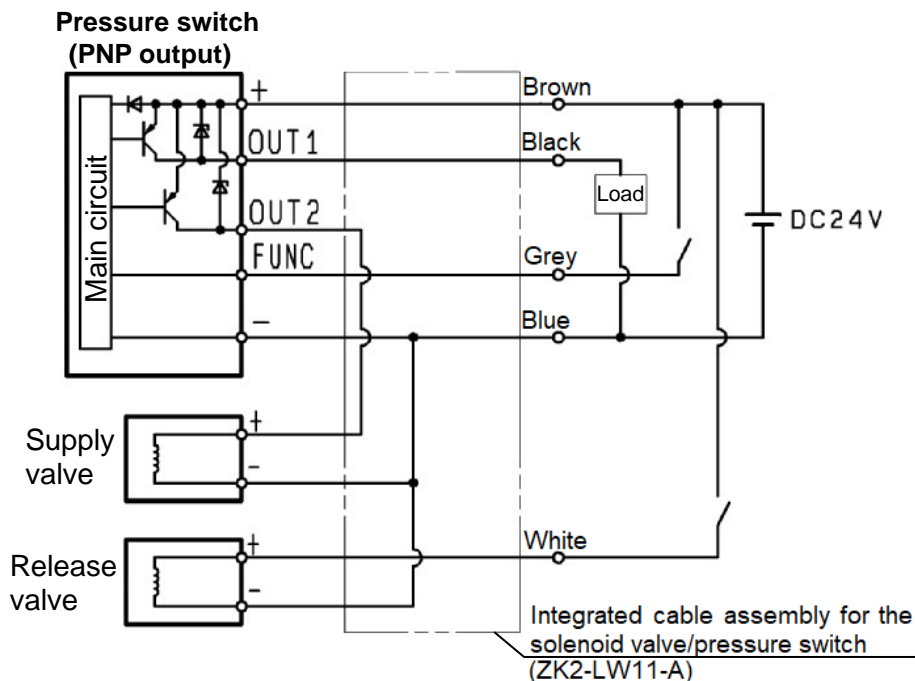 Pressure switch
(PNP output)
Main circuit
+
OUT1
OUT2
FUNC
−
Brown
Black
Load
Grey
Blue
DC24V
Supply
valve
+
-
Release
valve
+
-
White
Integrated cable assembly for the
solenoid valve/pressure switch
(ZK2-LW11-A)